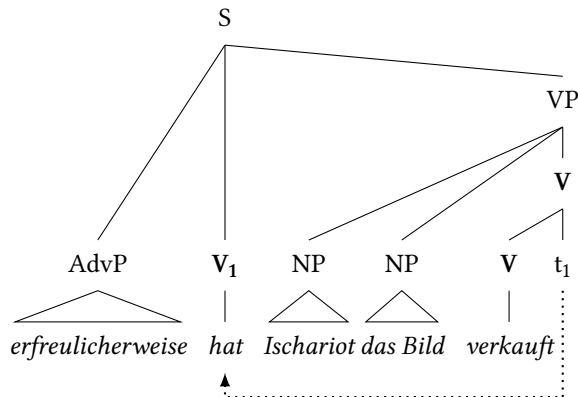 S
VP
V
AdvP V₁ NP NP V t₁
erfreulicherweise hat Ischariot das Bild verkauft